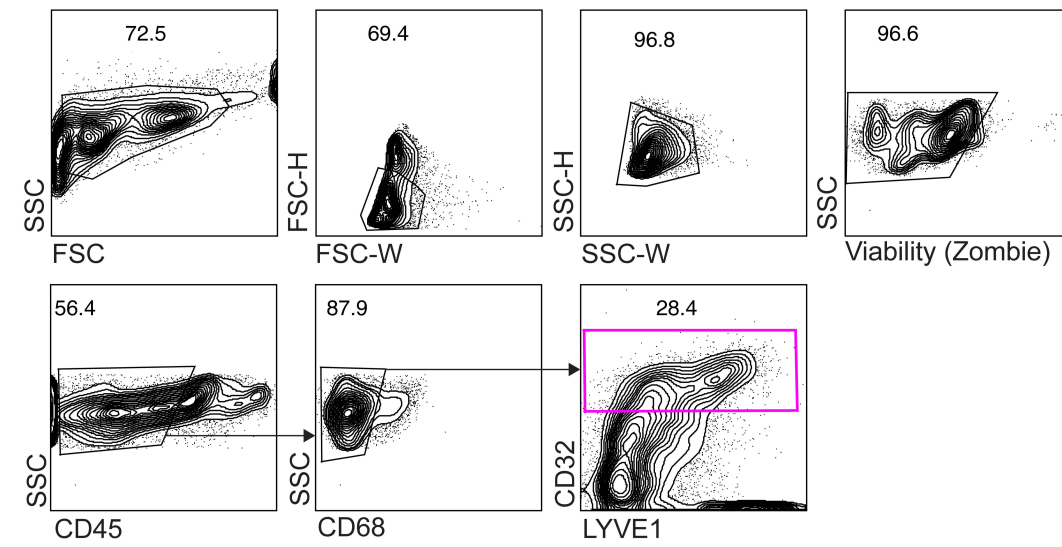 72.5
SSC
FSC
69.4
FSC-H
FSC-W
96.8
SSC-H
SSC-W
96.6
SSC
Viability (Zombie)
56.4
SSC
CD45
87.9
SSC
CD68
28.4
CD32
LYVE1